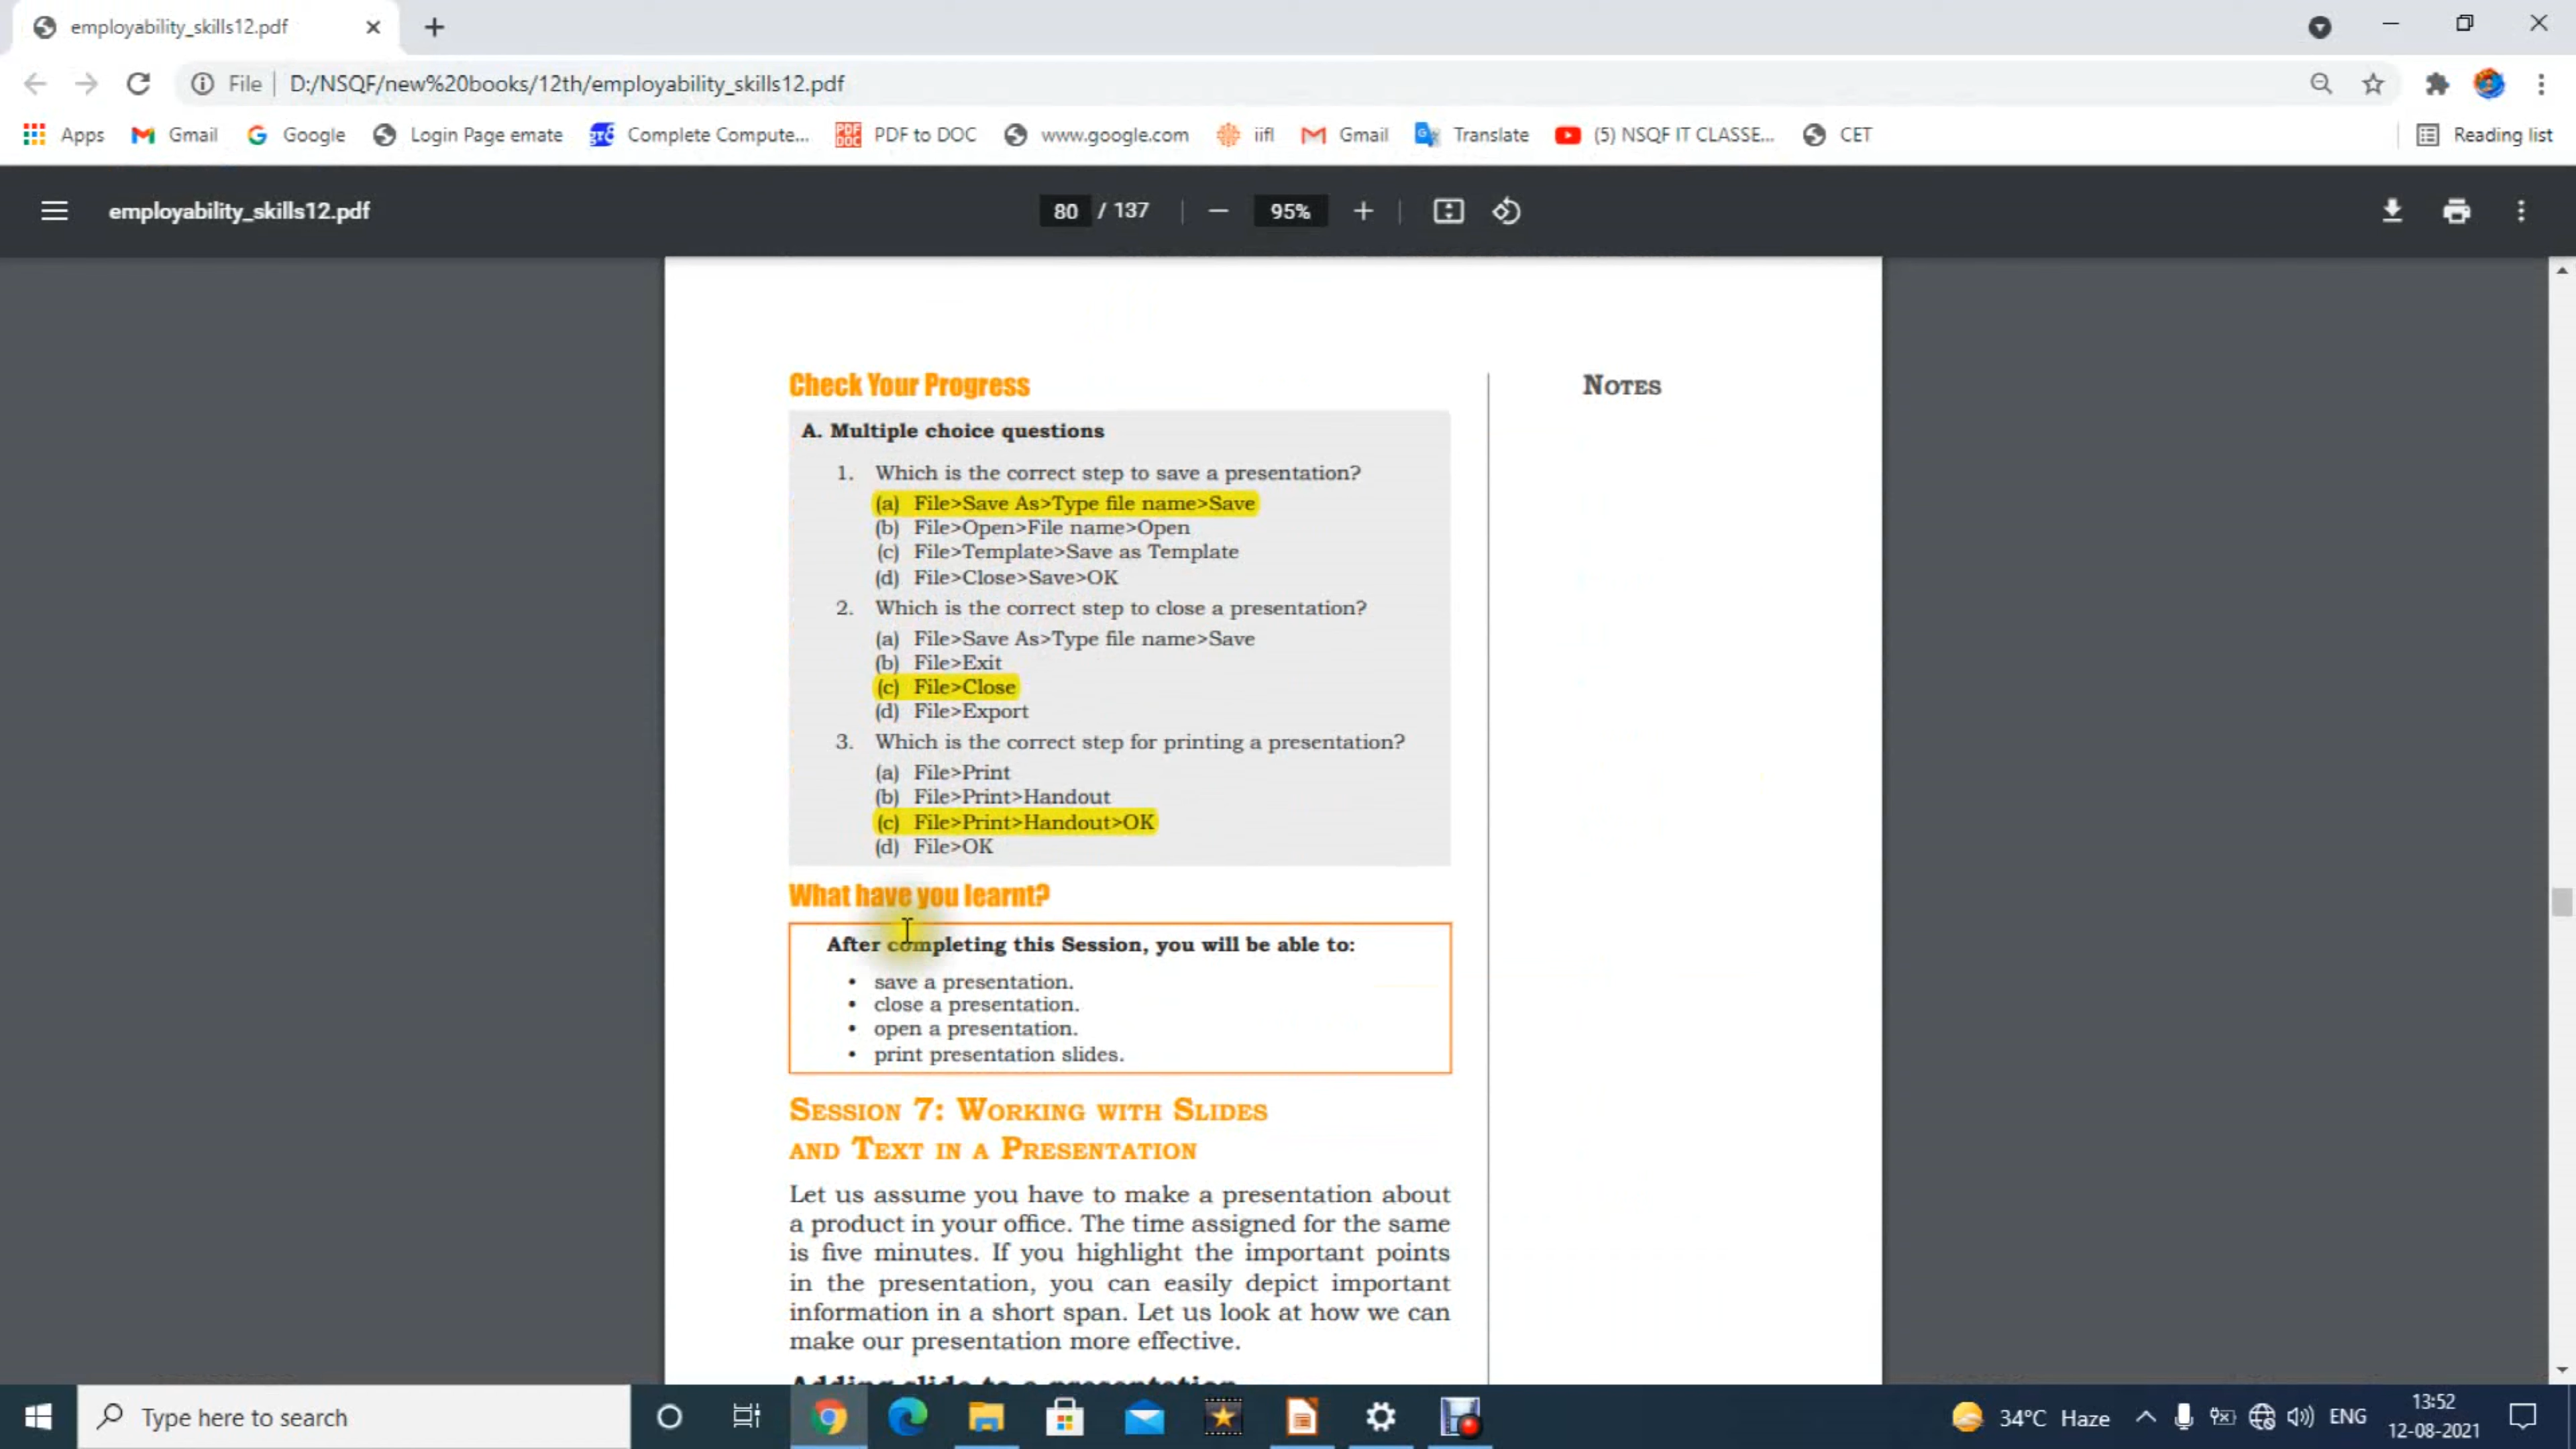 employability_skills12.pdf
File | D:/NSQF/new%20books/12th/employability_skills12.pdf
Apps Gmail Google Login Page emate Complete Compute... PDF to DOC www.google.com iifl Gmail Translate (5) NSQF IT CLASSE... CET Reading list
employability_skills12.pdf 80 / 137 95%
Check Your Progress
NOTES
A. Multiple choice questions
1. Which is the correct step to save a presentation?
(a) File>Save As>Type file name>Save
(b) File>Open>File name>Open
(c) File>Template>Save as Template
(d) File>Close>Save>OK
2. Which is the correct step to close a presentation?
(a) File>Save As>Type file name>Save
(b) File>Exit
(c) File>Close
(d) File>Export
3. Which is the correct step for printing a presentation?
(a) File>Print
(b) File>Print>Handout
(c) File>Print>Handout>OK
(d) File>OK
What have you learnt?
After completing this Session, you will be able to:
• save a presentation.
• close a presentation.
• open a presentation.
• print presentation slides.
SESSION 7: WORKING WITH SLIDES
AND TEXT IN A PRESENTATION
Let us assume you have to make a presentation about
a product in your office. The time assigned for the same
is five minutes. If you highlight the important points
in the presentation, you can easily depict important
information in a short span. Let us look at how we can
make our presentation more effective.
Adding slide to a presentation
Type here to search
34°C Haze
ENG
13:52
12-08-2021